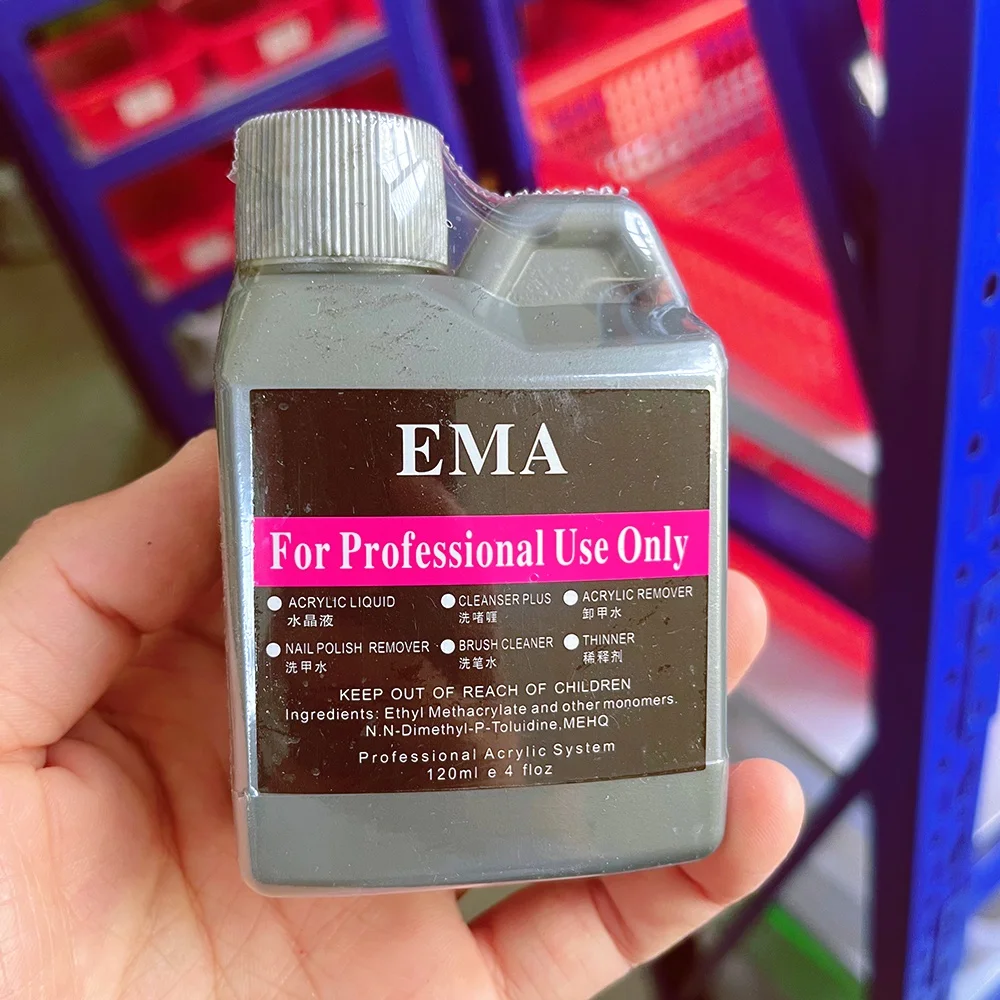 EMA
For Professional Use Only
ACRYLIC LIQUID
水晶液
CLEANSER PLUS
洗啫喱
ACRYLIC REMOVER
卸甲水
NAIL POLISH REMOVER
洗甲水
BRUSH CLEANER
洗笔水
THINNER
稀释剂
KEEP OUT OF REACH OF CHILDREN
Ingredients: Ethyl Methacrylate and other monomers.
N.N-Dimethyl-P-Toluidine,MEHQ
Professional Acrylic System
120ml e 4 floz